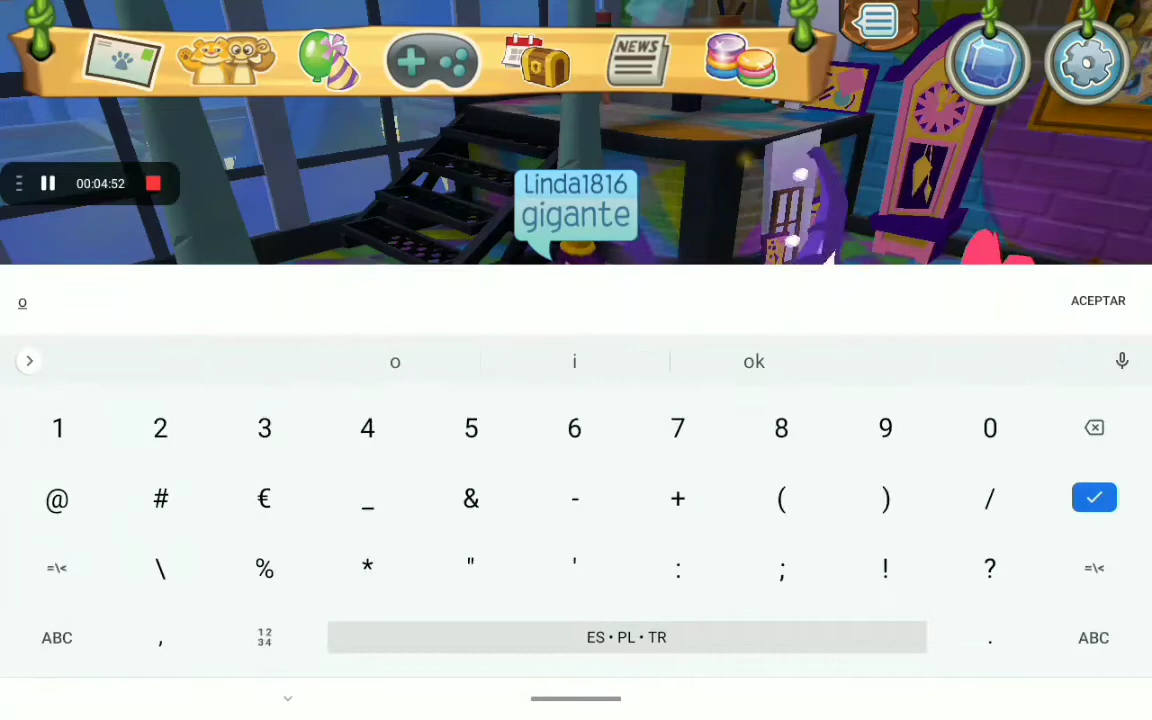 NEWS
00:04:52
Linda1816
gigante
o
ACEPTAR
o i ok
1 2 3 4 5 6 7 8 9 0
@ # € _ & - + ( ) /
=\< \ % * " ' : ; ! ? =\<
ABC , 12 34 ES • PL • TR . ABC